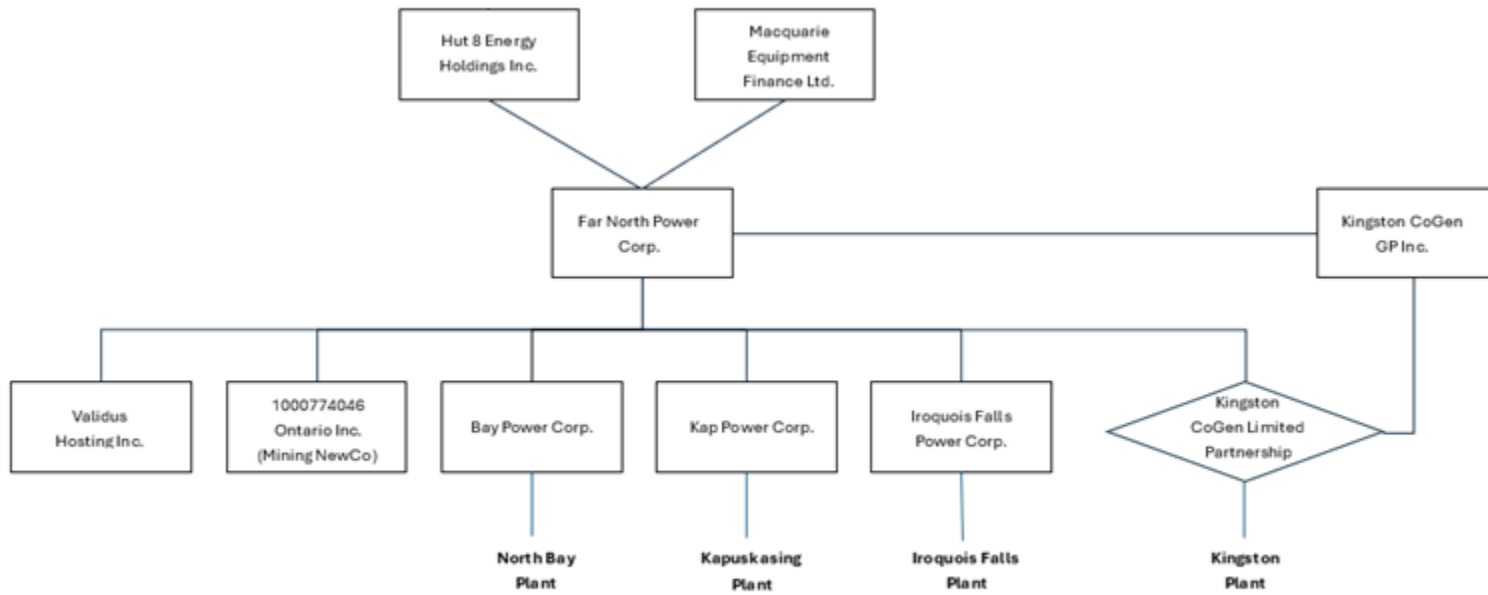 Hut 8 Energy
Holdings Inc.
Macquarie
Equipment
Finance Ltd.
Far North Power
Corp.
Kingston CoGen
GP Inc.
Validus
Hosting Inc.
1000774046
Ontario Inc.
(Mining NewCo)
Bay Power Corp.
Kap Power Corp.
Iroquois Falls
Power Corp.
Kingston
CoGen Limited
Partnership
North Bay
Plant
Kapuskasing
Plant
Iroquois Falls
Plant
Kingston
Plant